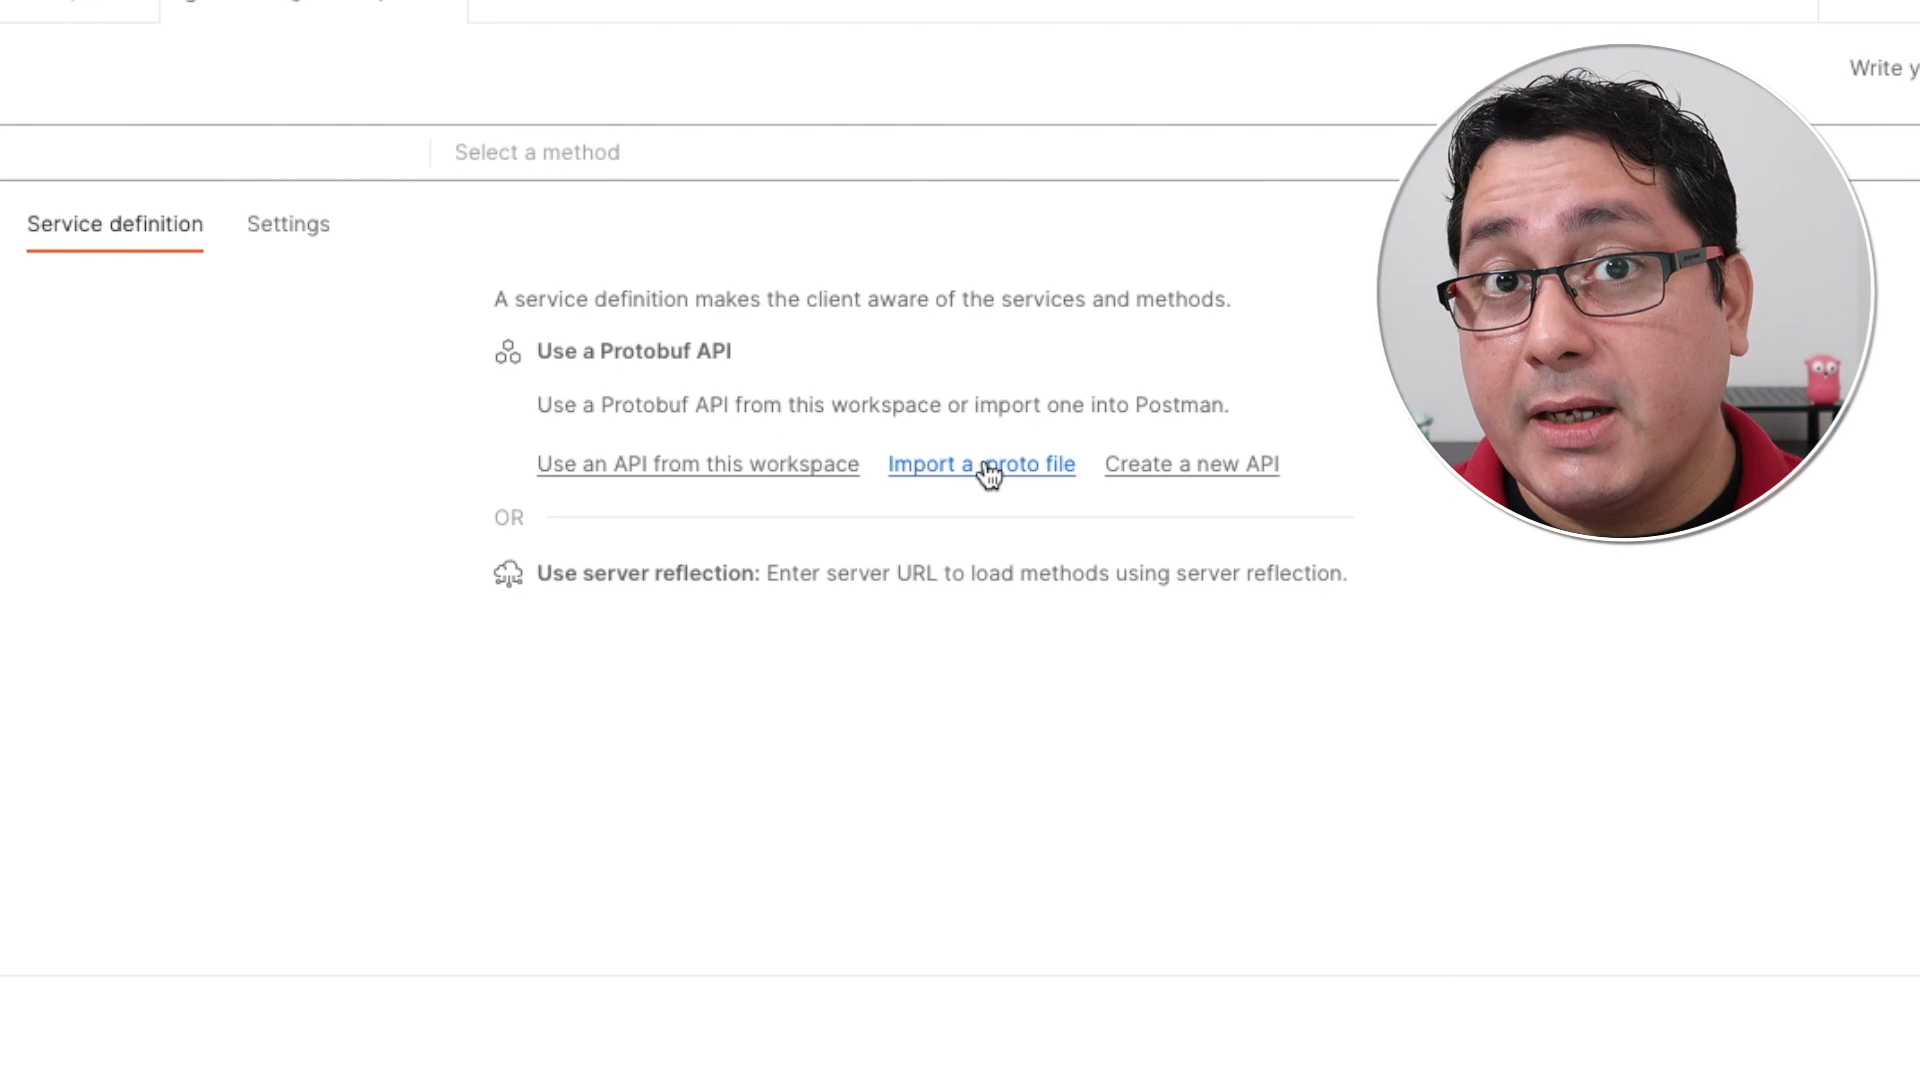 Write y
Select a method
Service definition Settings
A service definition makes the client aware of the services and methods.
Use a Protobuf API
Use a Protobuf API from this workspace or import one into Postman.
Use an API from this workspace Import a proto file Create a new API
OR
Use server reflection: Enter server URL to load methods using server reflection.